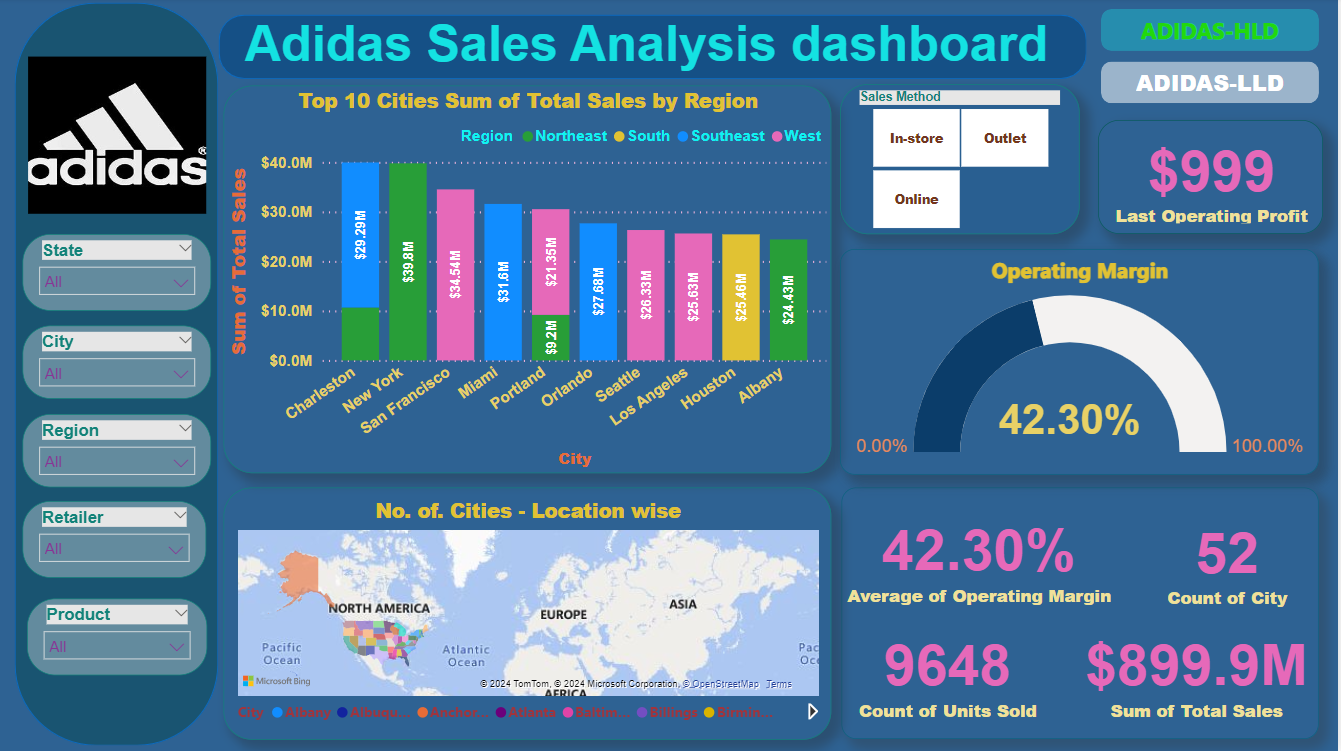 Adidas Sales Analysis dashboard
ADIDAS-HLD
ADIDAS-LLD
adidas®
State
All
City
All
Region
All
Retailer
All
Product
All
Top 10 Cities Sum of Total Sales by Region
Region Northeast South Southeast West
Sum of Total Sales
$40.0M
$30.0M
$20.0M
$10.0M
$0.0M
$29.29M
$39.8M
$34.54M
$31.6M
$21.35M
$9.2M
$27.68M
$26.33M
$25.63M
$25.46M
$24.43M
Charleston
New York
San Francisco
Miami
Portland
Orlando
Seattle
Los Angeles
Houston
Albany
City
Sales Method
In-store
Outlet
Online
$999
Last Operating Profit
Operating Margin
42.30%
0.00%
100.00%
No. of. Cities - Location wise
NORTH AMERICA
EUROPE
ASIA
AFRICA
Pacific
Ocean
Atlantic
Ocean
Pac
Oc
Microsoft Bing
© 2024 TomTom, © 2024 Microsoft Corporation, © OpenStreetMap Terms
City Albany Albuqu... Anchor... Atlanta Baltim... Billings Birmin...
42.30%
Average of Operating Margin
52
Count of City
9648
Count of Units Sold
$899.9M
Sum of Total Sales